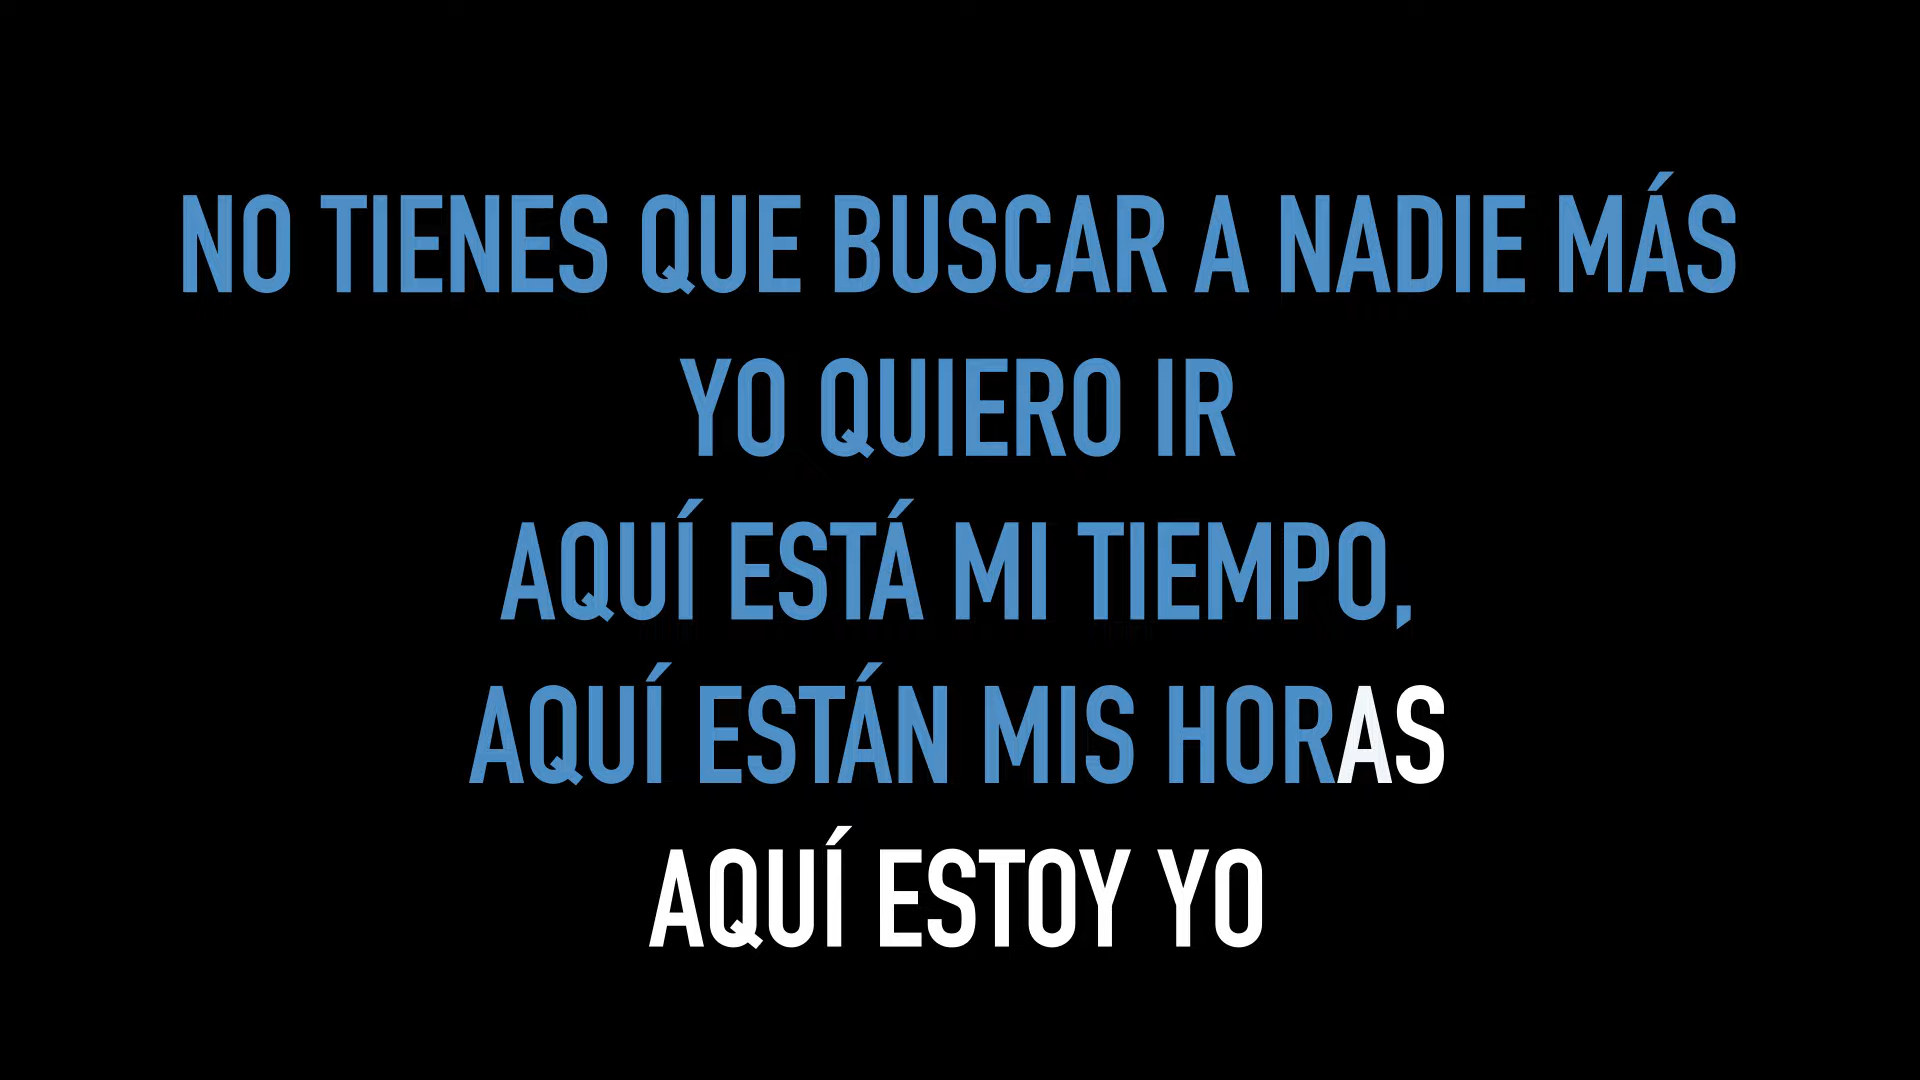 NO TIENES QUE BUSCAR A NADIE MÁS
YO QUIERO IR
AQUÍ ESTÁ MI TIEMPO,
AQUÍ ESTÁN MIS HORAS
AQUÍ ESTOY YO